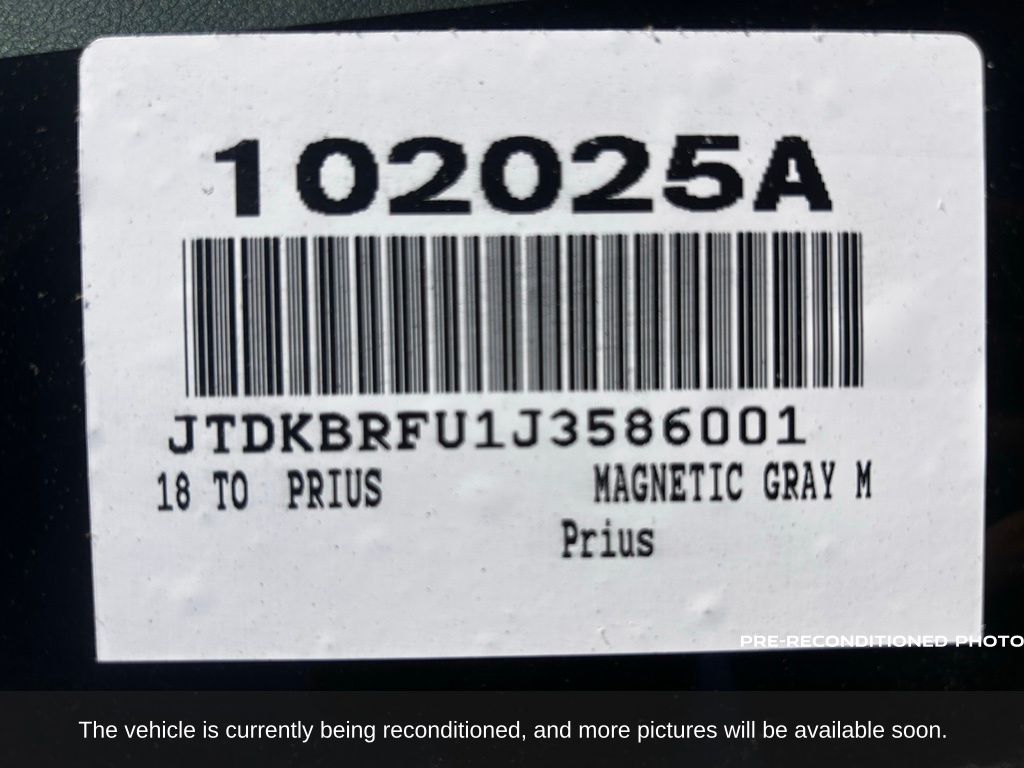 102025A
JTDKBRFU1J3586001
18 TO PRIUS MAGNETIC GRAY M
Prius
PRE-RECONDITIONED PHOTO
The vehicle is currently being reconditioned, and more pictures will be available soon.